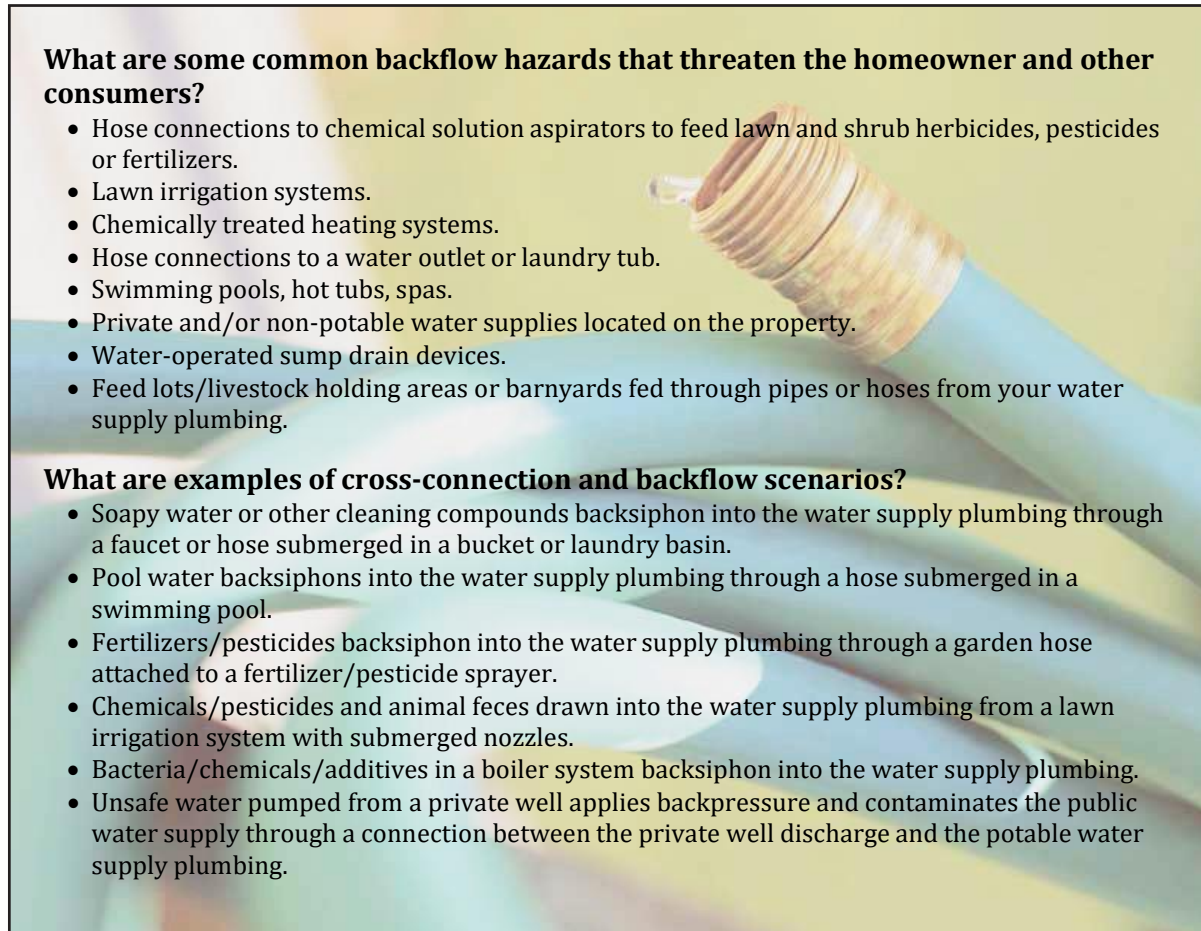 What are some common backflow hazards that threaten the homeowner and other
consumers?
• Hose connections to chemical solution aspirators to feed lawn and shrub herbicides, pesticides
or fertilizers.
• Lawn irrigation systems.
• Chemically treated heating systems.
• Hose connections to a water outlet or laundry tub.
• Swimming pools, hot tubs, spas.
• Private and/or non-potable water supplies located on the property.
• Water-operated sump drain devices.
• Feed lots/livestock holding areas or barnyards fed through pipes or hoses from your water
supply plumbing.
What are examples of cross-connection and backflow scenarios?
• Soapy water or other cleaning compounds backsiphon into the water supply plumbing through
a faucet or hose submerged in a bucket or laundry basin.
• Pool water backsiphons into the water supply plumbing through a hose submerged in a
swimming pool.
• Fertilizers/pesticides backsiphon into the water supply plumbing through a garden hose
attached to a fertilizer/pesticide sprayer.
• Chemicals/pesticides and animal feces drawn into the water supply plumbing from a lawn
irrigation system with submerged nozzles.
• Bacteria/chemicals/additives in a boiler system backsiphon into the water supply plumbing.
• Unsafe water pumped from a private well applies backpressure and contaminates the public
water supply through a connection between the private well discharge and the potable water
supply plumbing.